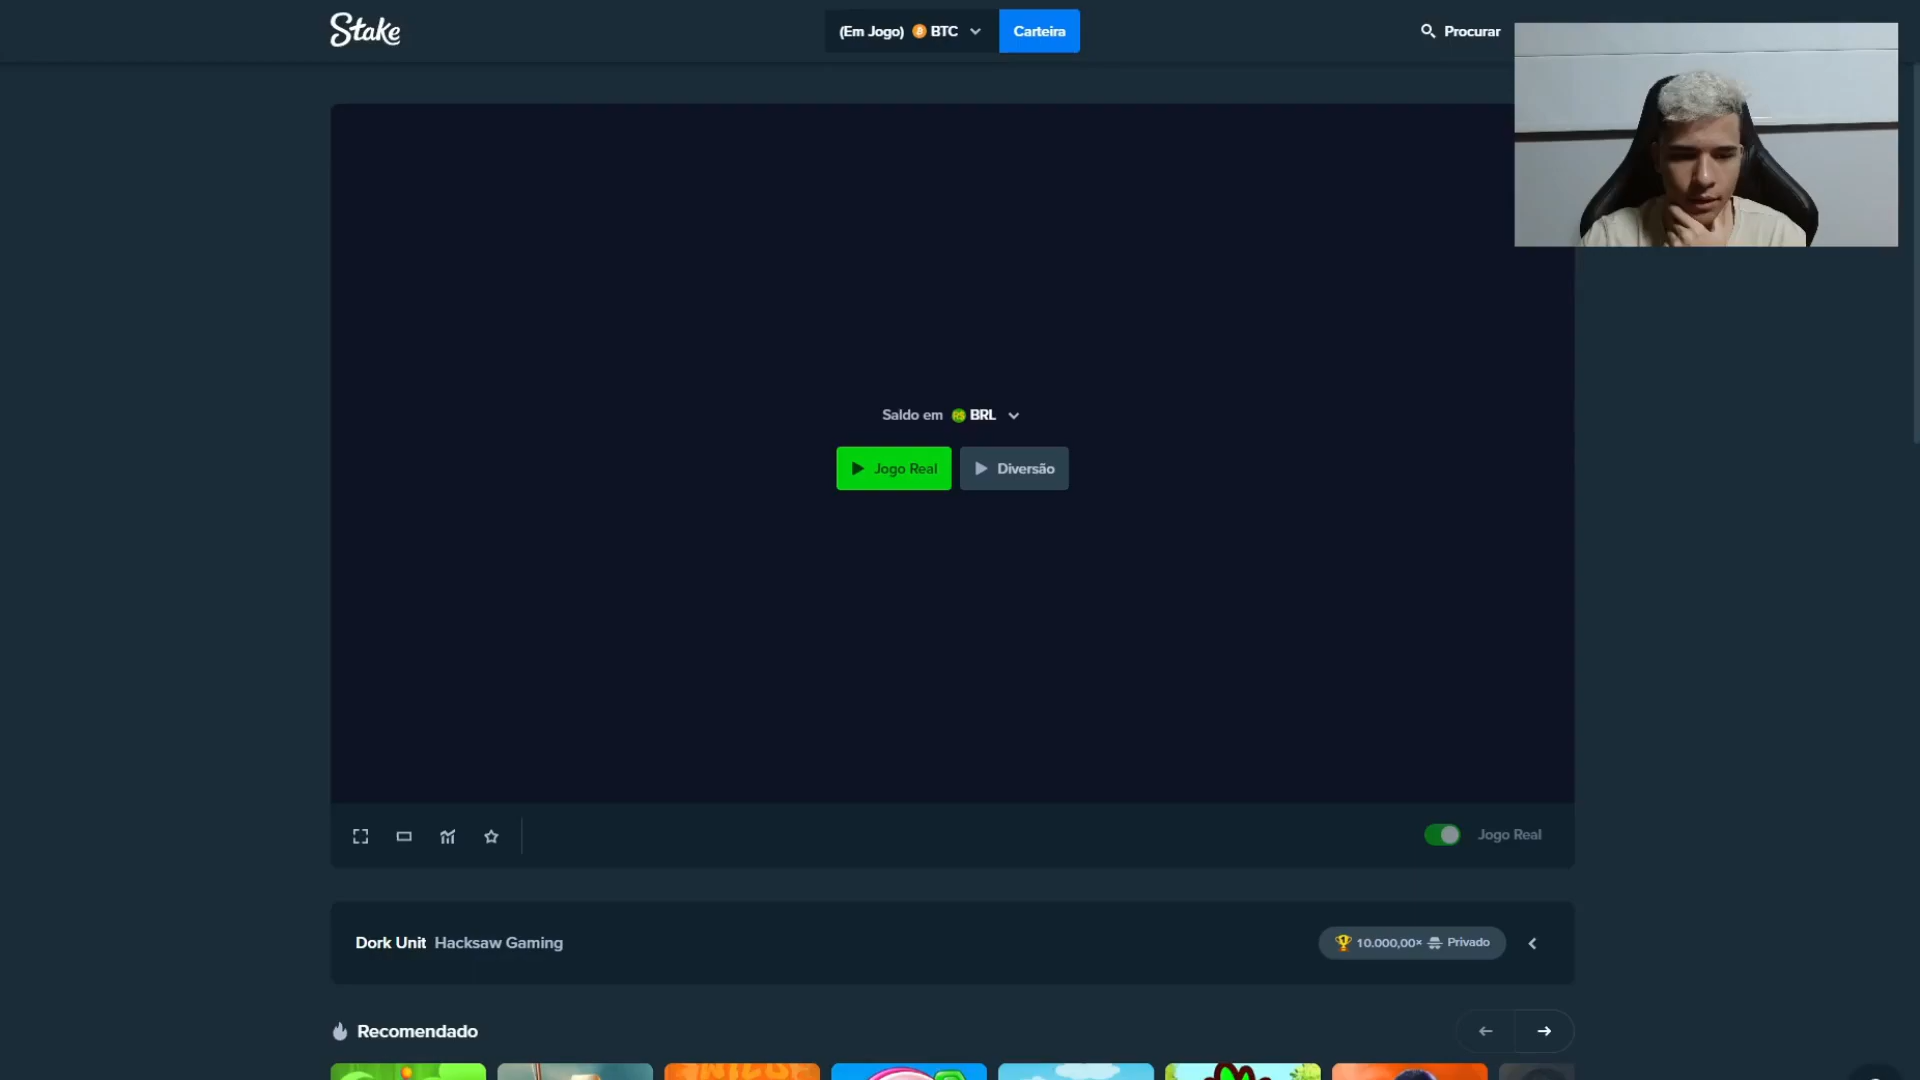 Stake
(Em Jogo) BTC
Carteira
Procurar
Saldo em BRL
Jogo Real
Diversão
Jogo Real
Dork Unit Hacksaw Gaming
10.000,00× Privado
Recomendado